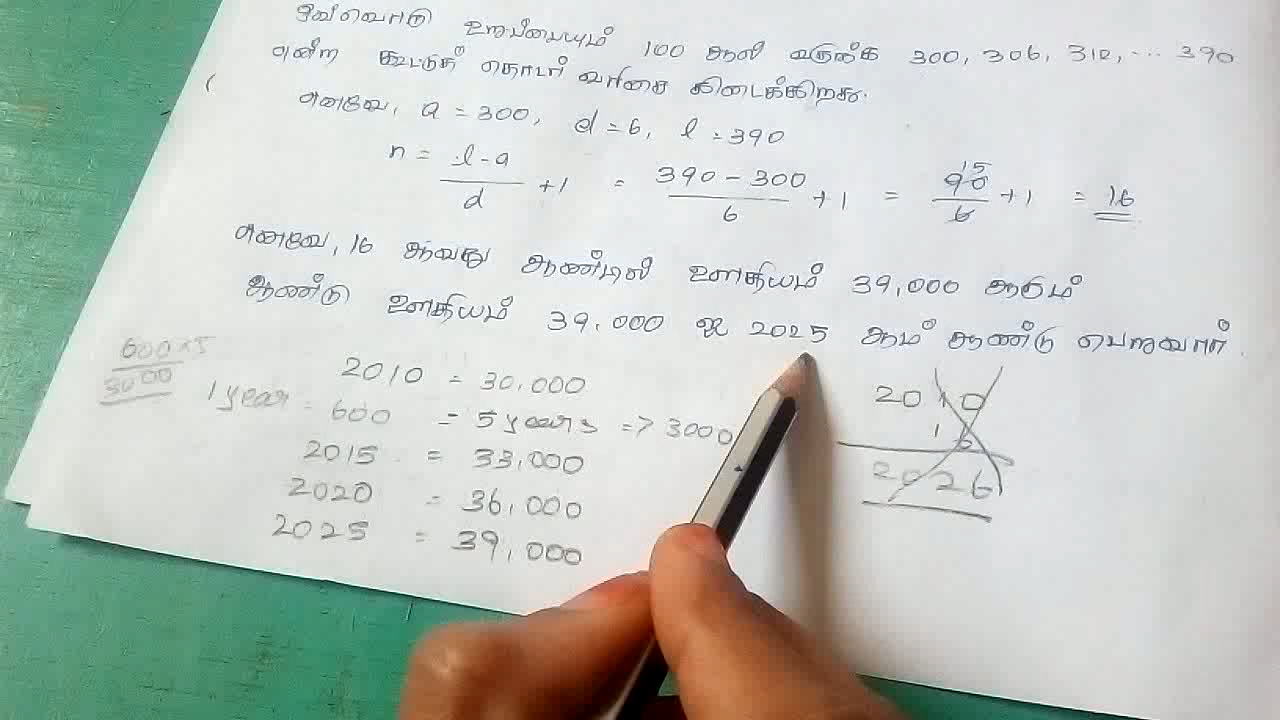 ஒவ்வொரு உறுப்பையும் 100 ஆல் வகுக்க 300, 306, 312, ... 390
என்ற கூட்டுத் தொடர் வரிசை கிடைக்கிறது.
எனவே, a = 300, d = 6, l = 390
n = l-a/d +1 = 390 - 300/6 +1 = 90/6 +1 = 16
15
எனவே, 16 ஆவது ஆண்டில் ஊதியம் 39,000 ஆகும்
ஆண்டு ஊதியம் 39,000 ஐ 2025 ஆம் ஆண்டு பெறுவார்.
600 x 5
3000
2010 = 30,000
1 year = 600 = 5 years => 3000
2015 = 33,000
2020 = 36,000
2025 = 39,000
2010
16
2026